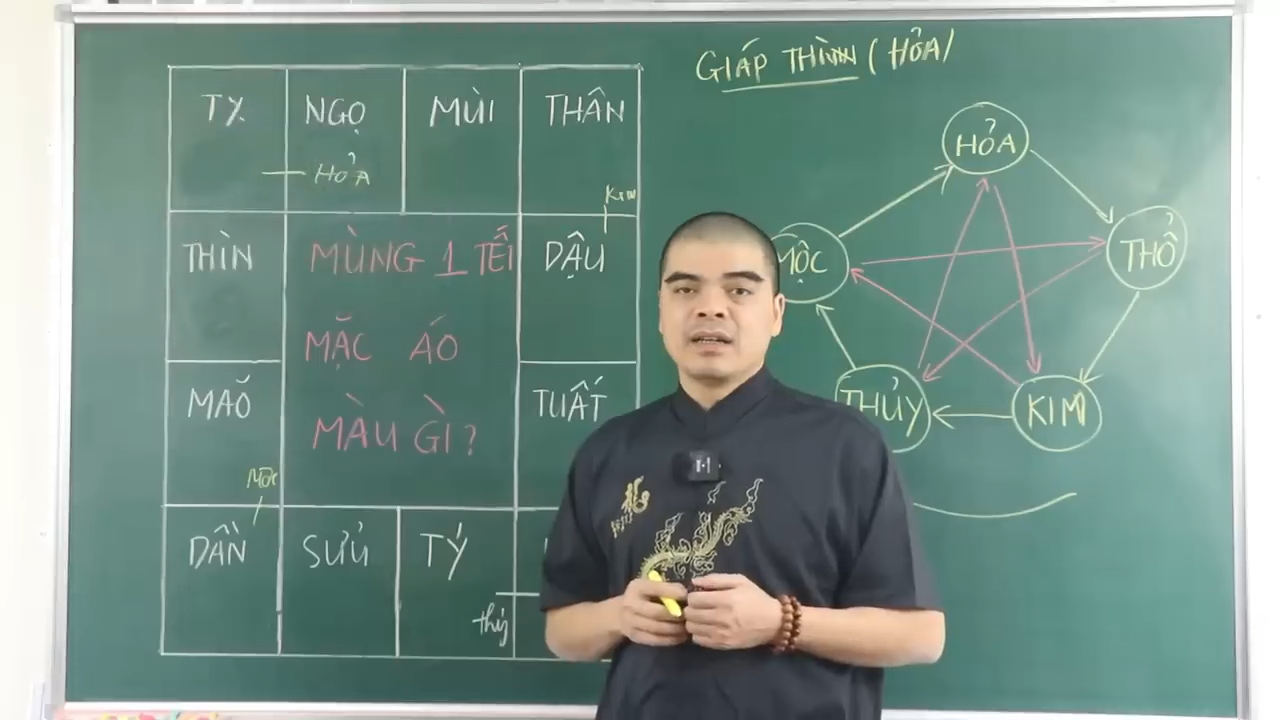 GIÁP THÌN (HỎA)
TỴ
NGỌ
MÙI
THÂN
HỎA
Kim
THÌN
MÙNG 1 TẾT
DẬU
MẶC ÁO
MÃO
MÀU GÌ?
TUẤT
Mộc
DẦN
SỬU
TÝ
thủy
HỎA
MỘC
THỔ
THỦY
KIM